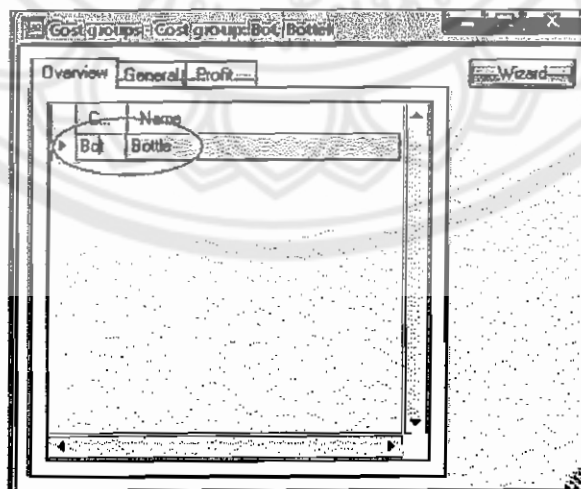 Cost groups - Cost group: Bot, Bottle
Overview General Profit
Wizard
C... Name
Bot Bottle